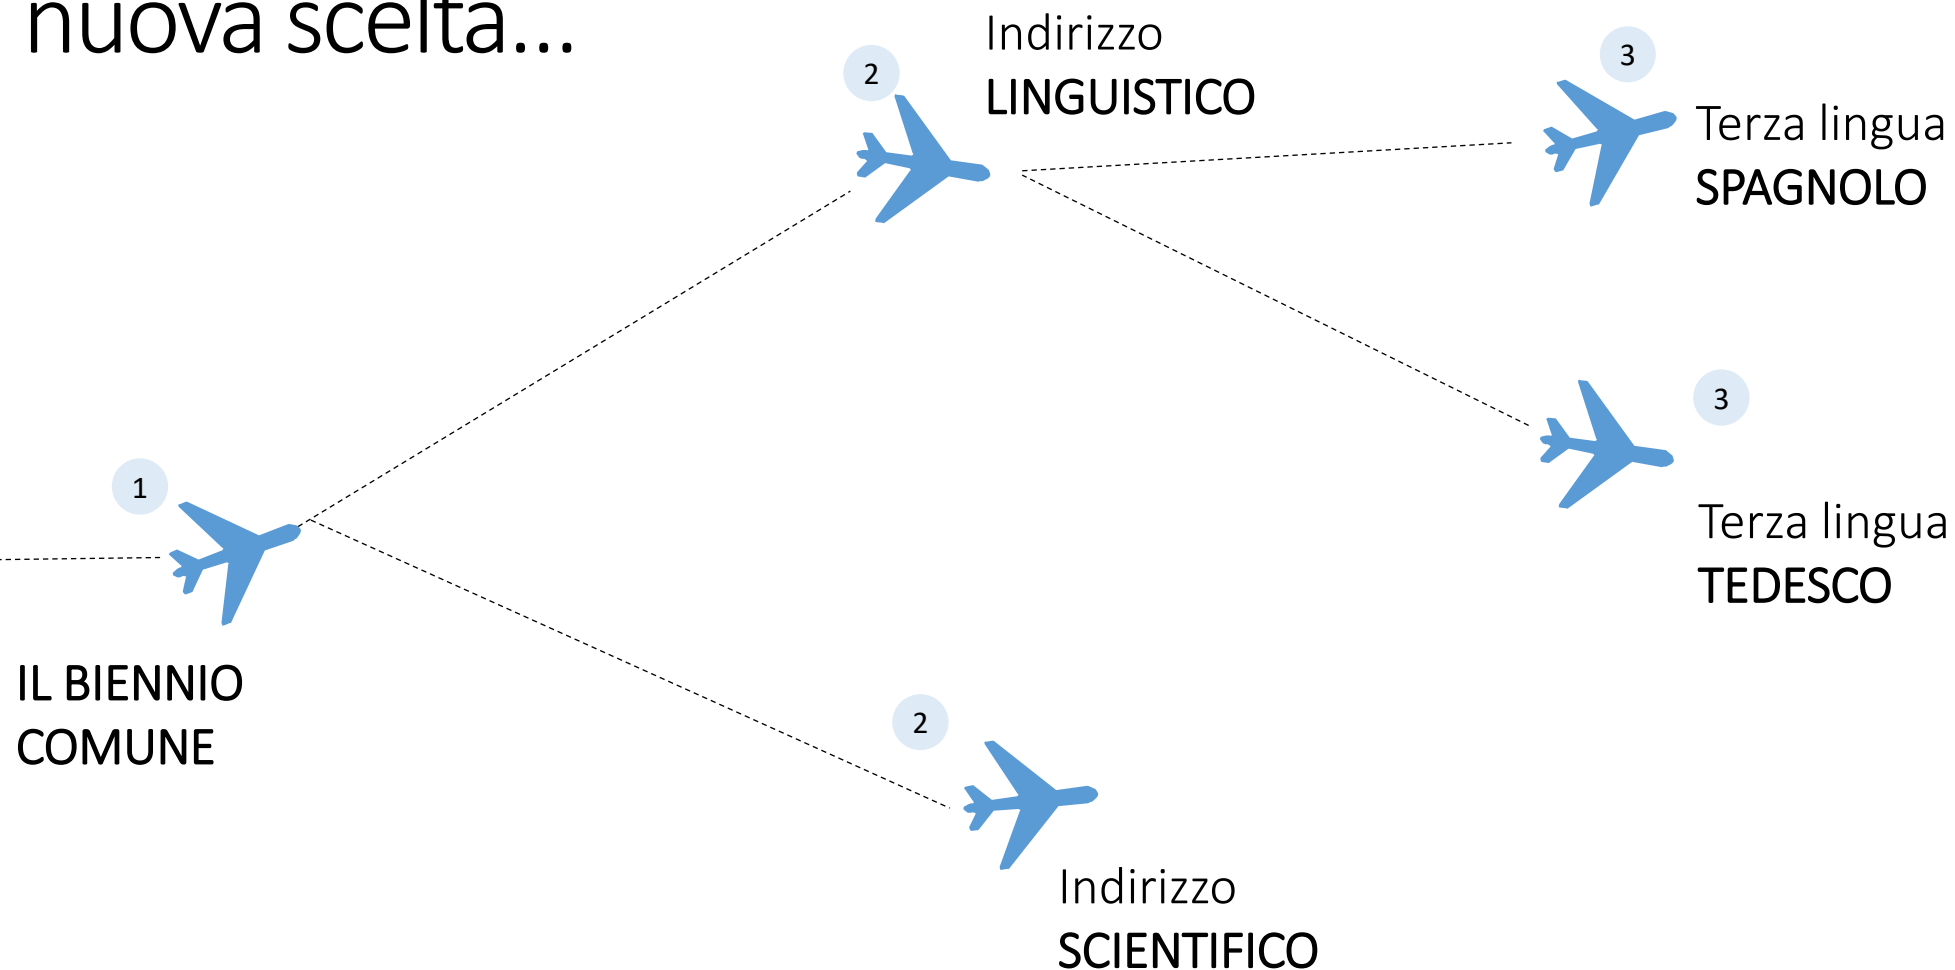 nuova scelta...
2
Indirizzo
LINGUISTICO
3
Terza lingua
SPAGNOLO
3
Terza lingua
TEDESCO
1
IL BIENNIO
COMUNE
2
Indirizzo
SCIENTIFICO